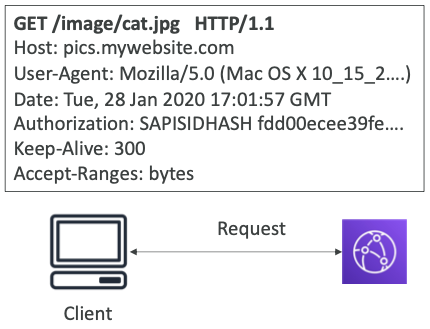 GET /image/cat.jpg   HTTP/1.1
Host: pics.mywebsite.com
User-Agent: Mozilla/5.0 (Mac OS X 10_15_2....)
Date: Tue, 28 Jan 2020 17:01:57 GMT
Authorization: SAPISIDHASH fdd00ecee39fe....
Keep-Alive: 300
Accept-Ranges: bytes
Request
Client